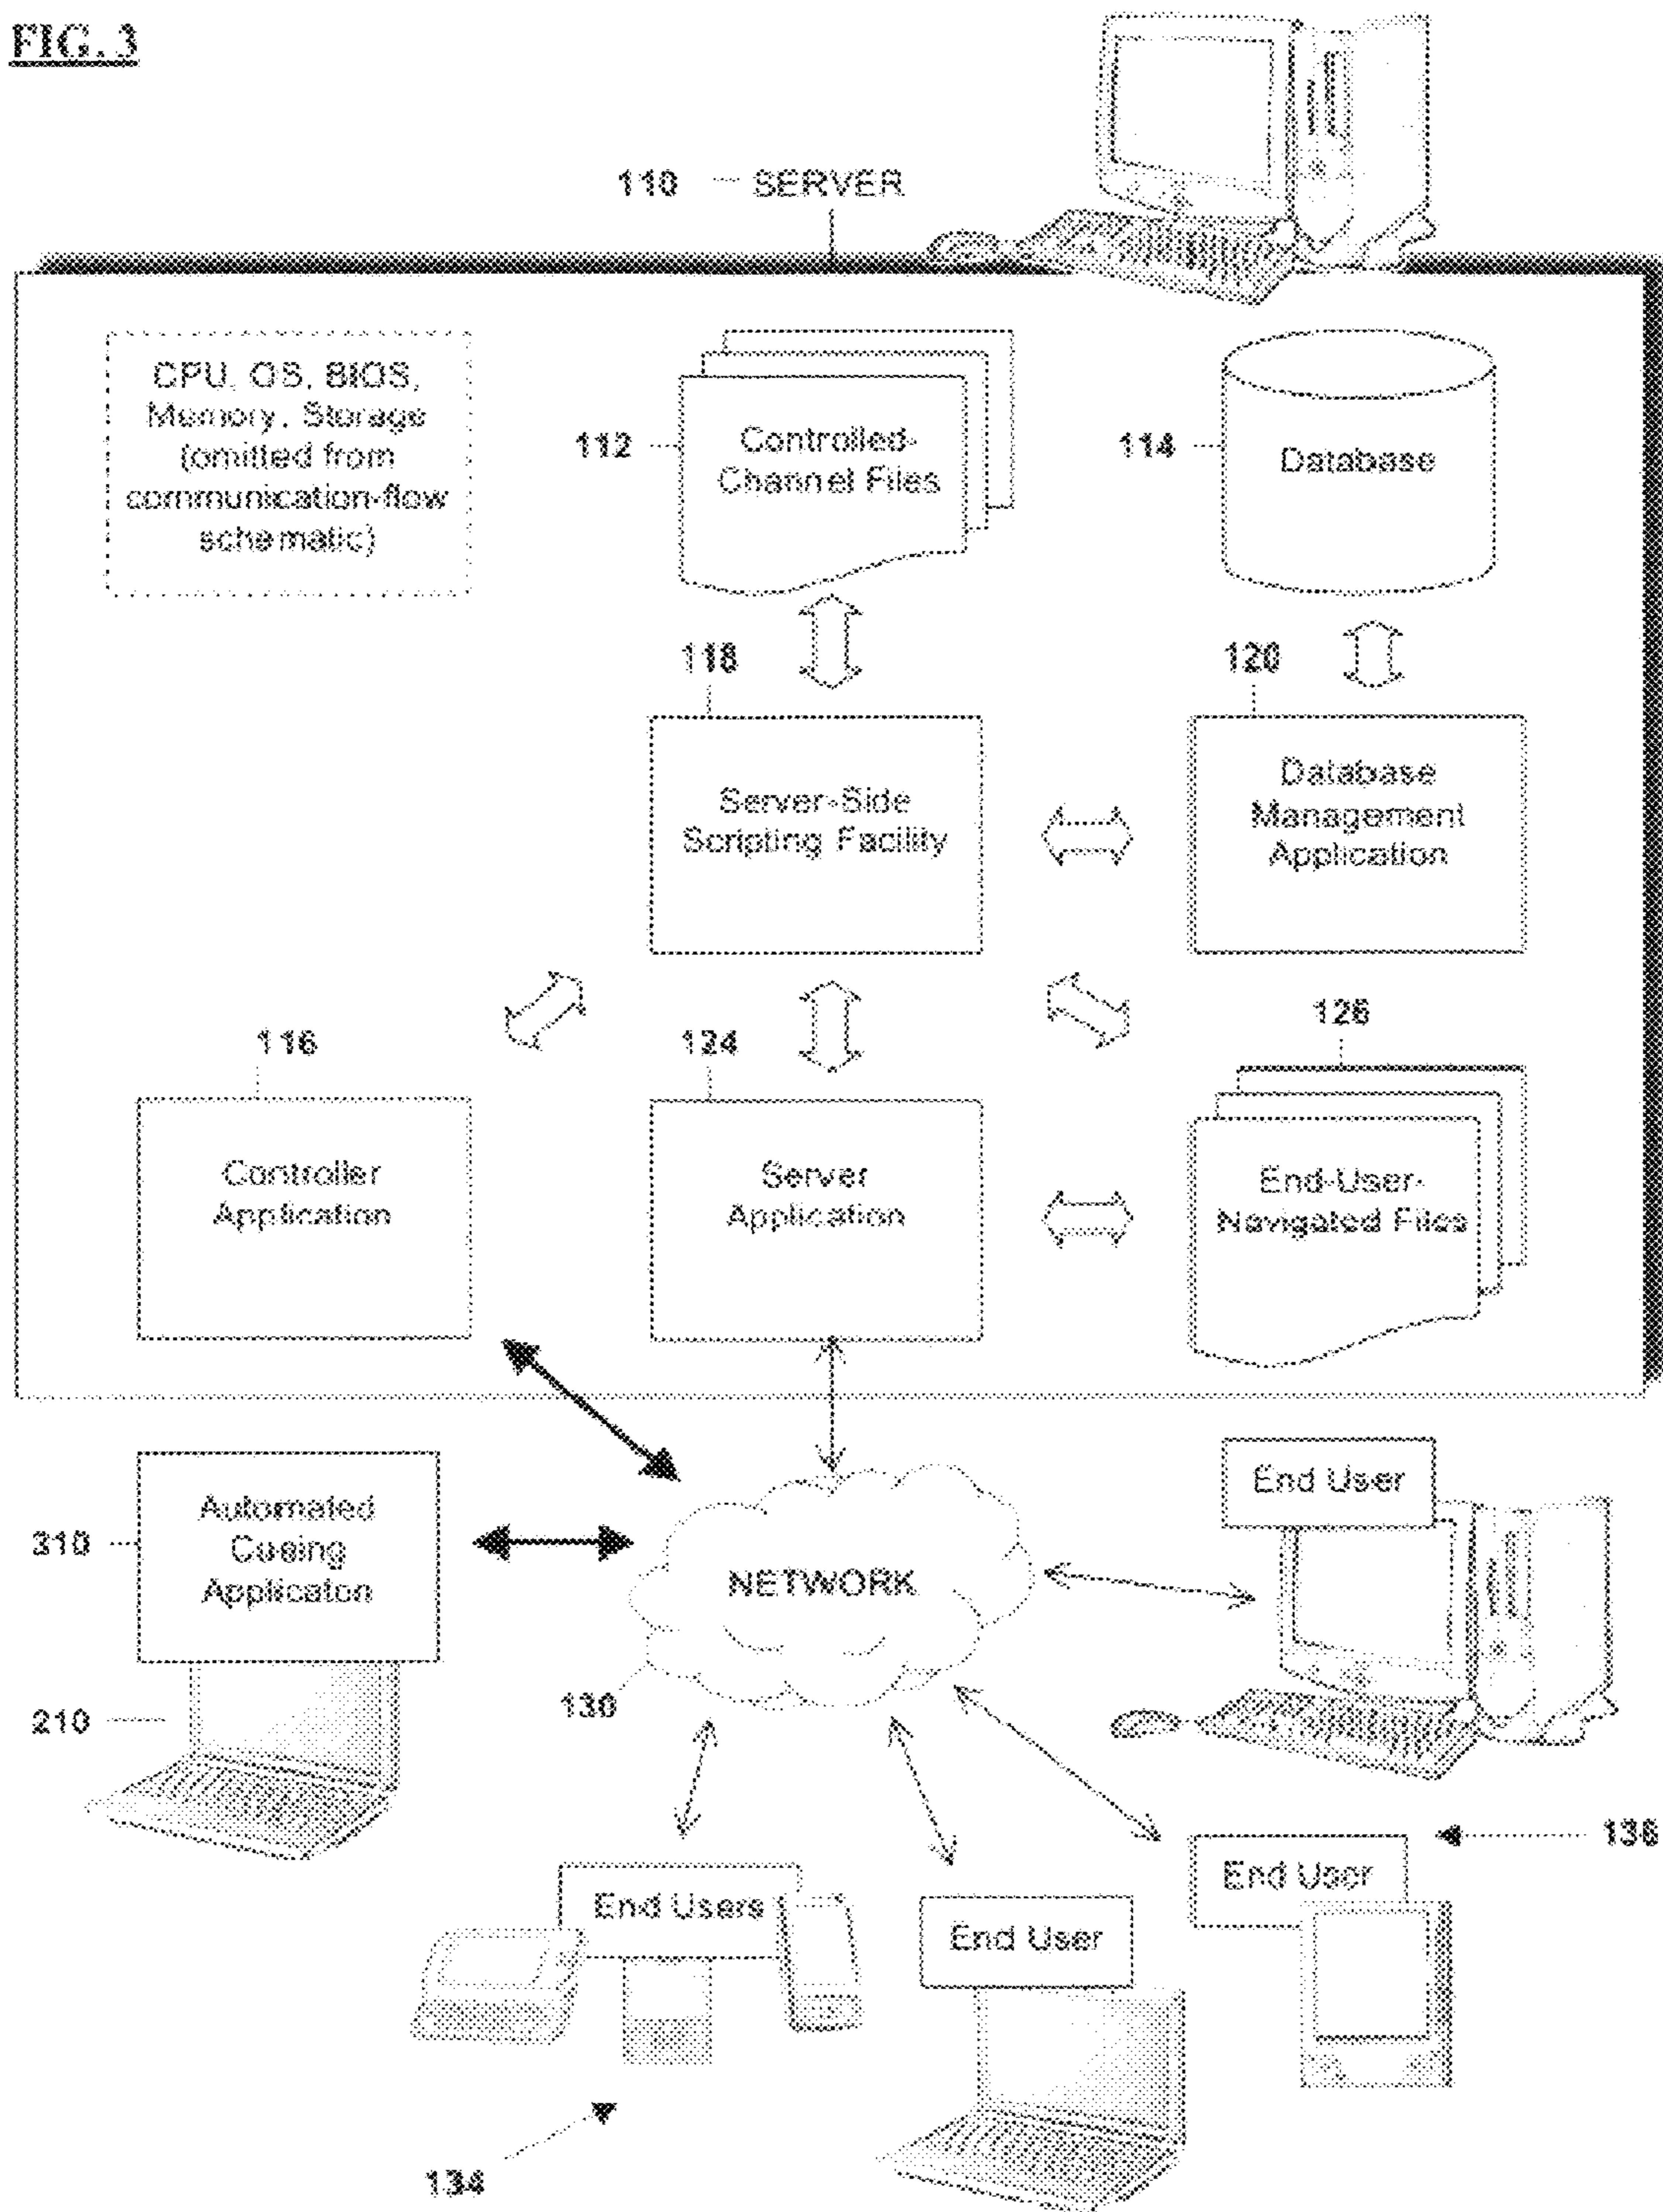 FIG. 3
110
SERVER
CPU, OS, BIOS,
Memory, Storage
(omitted from
communication-flow
schematic)
112
Controlled-
Channel Files
114
Database
118
Server-Side
Scripting Facility
120
Database
Management
Application
116
Controller
Application
124
Server
Application
126
End-User-
Navigated Files
310
Automated
Cueing
Applicaton
210
NETWORK
130
End User
136
End User
End Users
End User
134